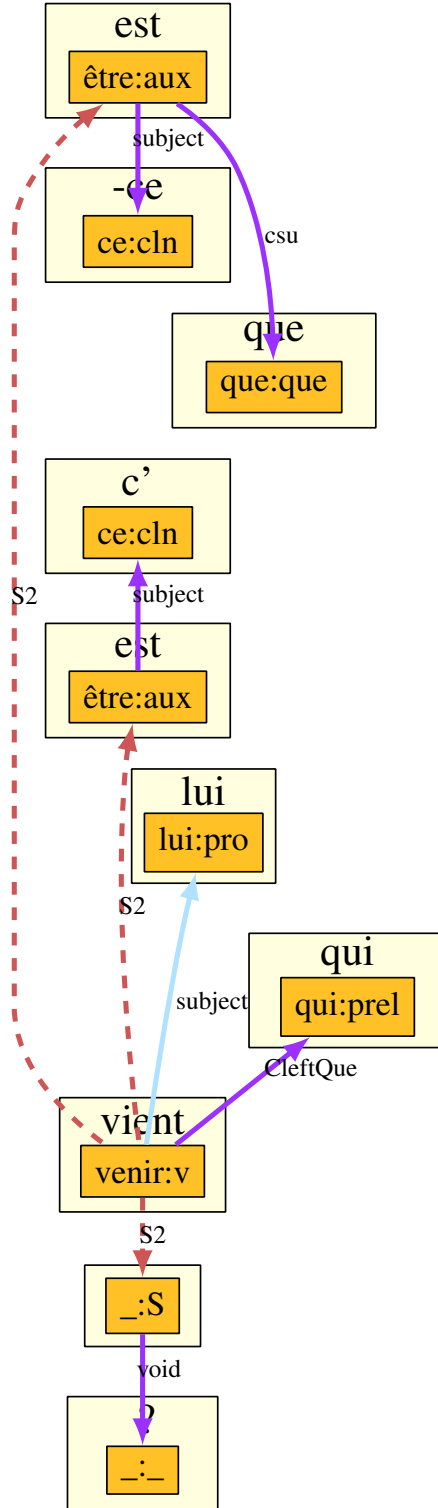 est
être:aux
subject
-ce
ce:cln
csu
que
que:que
c’
ce:cln
S2
subject
est
être:aux
lui
lui:pro
S2
qui
qui:prel
subject
CleftQue
vient
venir:v
S2
_:S
void
?
_:_